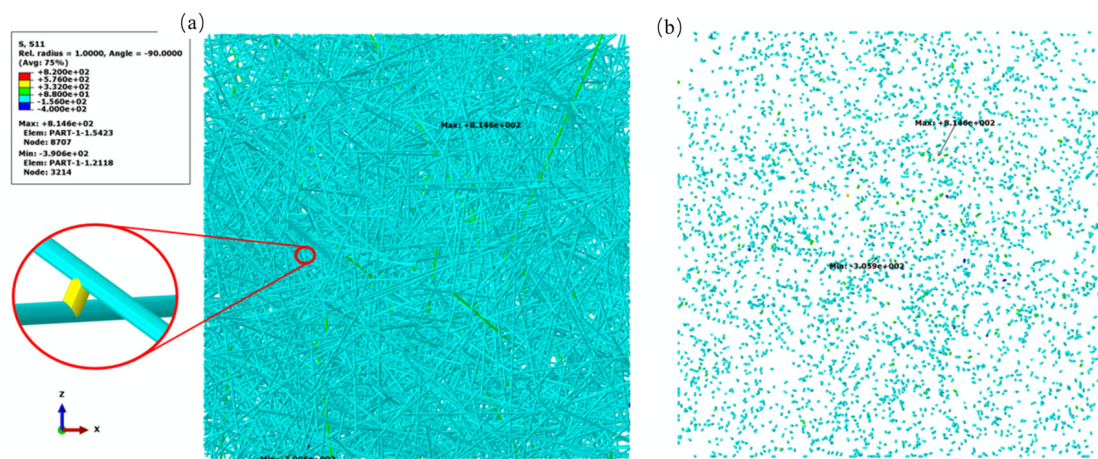 (a)
(b)
S, S11
Rel. radius = 1.0000, Angle = -90.0000
(Avg: 75%)
+8.200e+02
+5.760e+02
+3.320e+02
+8.800e+01
-1.560e+02
-4.000e+02
Max: +8.146e+02
Elem: PART-1-1.5423
Node: 8707
Min: -3.906e+02
Elem: PART-1-1.2118
Node: 3214
Max: +8.146e+002
Max: +8.146e+002
Min: -3.059e+002
Z
X